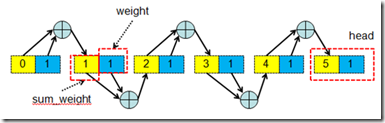 weight
head
0 1 1 1 2 1 3 1 4 1 5 1
sum_weight